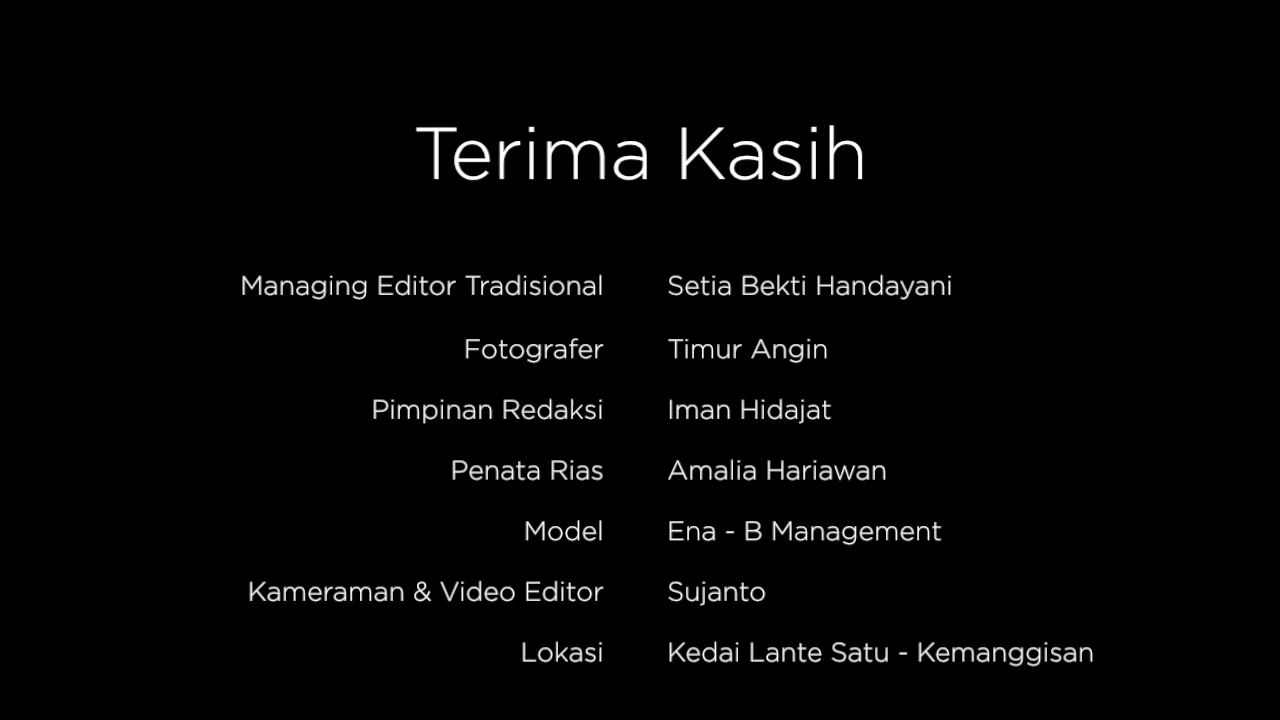 Terima Kasih
Managing Editor Tradisional Setia Bekti Handayani
Fotografer Timur Angin
Pimpinan Redaksi Iman Hidajat
Penata Rias Amalia Hariawan
Model Ena - B Management
Kameraman & Video Editor Sujanto
Lokasi Kedai Lante Satu - Kemanggisan